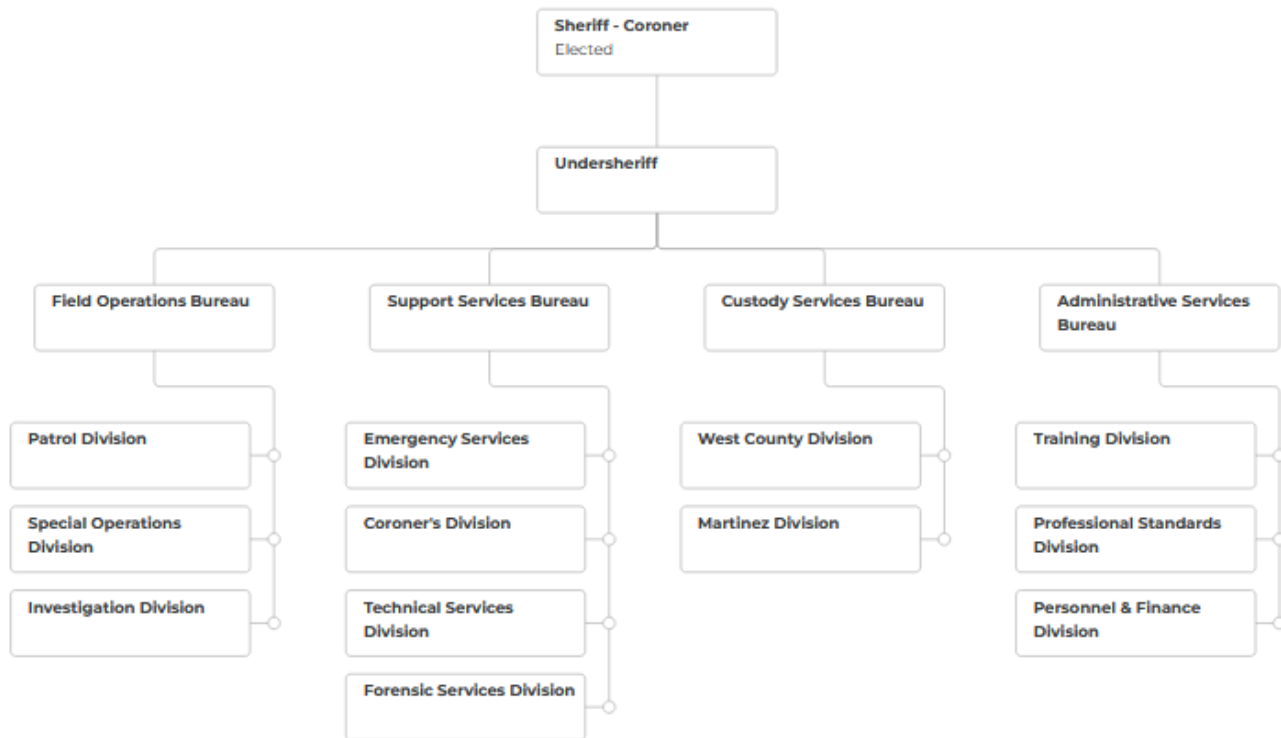 Sheriff - Coroner
Elected
Undersheriff
Field Operations Bureau
Support Services Bureau
Custody Services Bureau
Administrative Services
Bureau
Patrol Division
Emergency Services
Division
West County Division
Training Division
Special Operations
Division
Coroner's Division
Martinez Division
Professional Standards
Division
Investigation Division
Technical Services
Division
Personnel & Finance
Division
Forensic Services Division